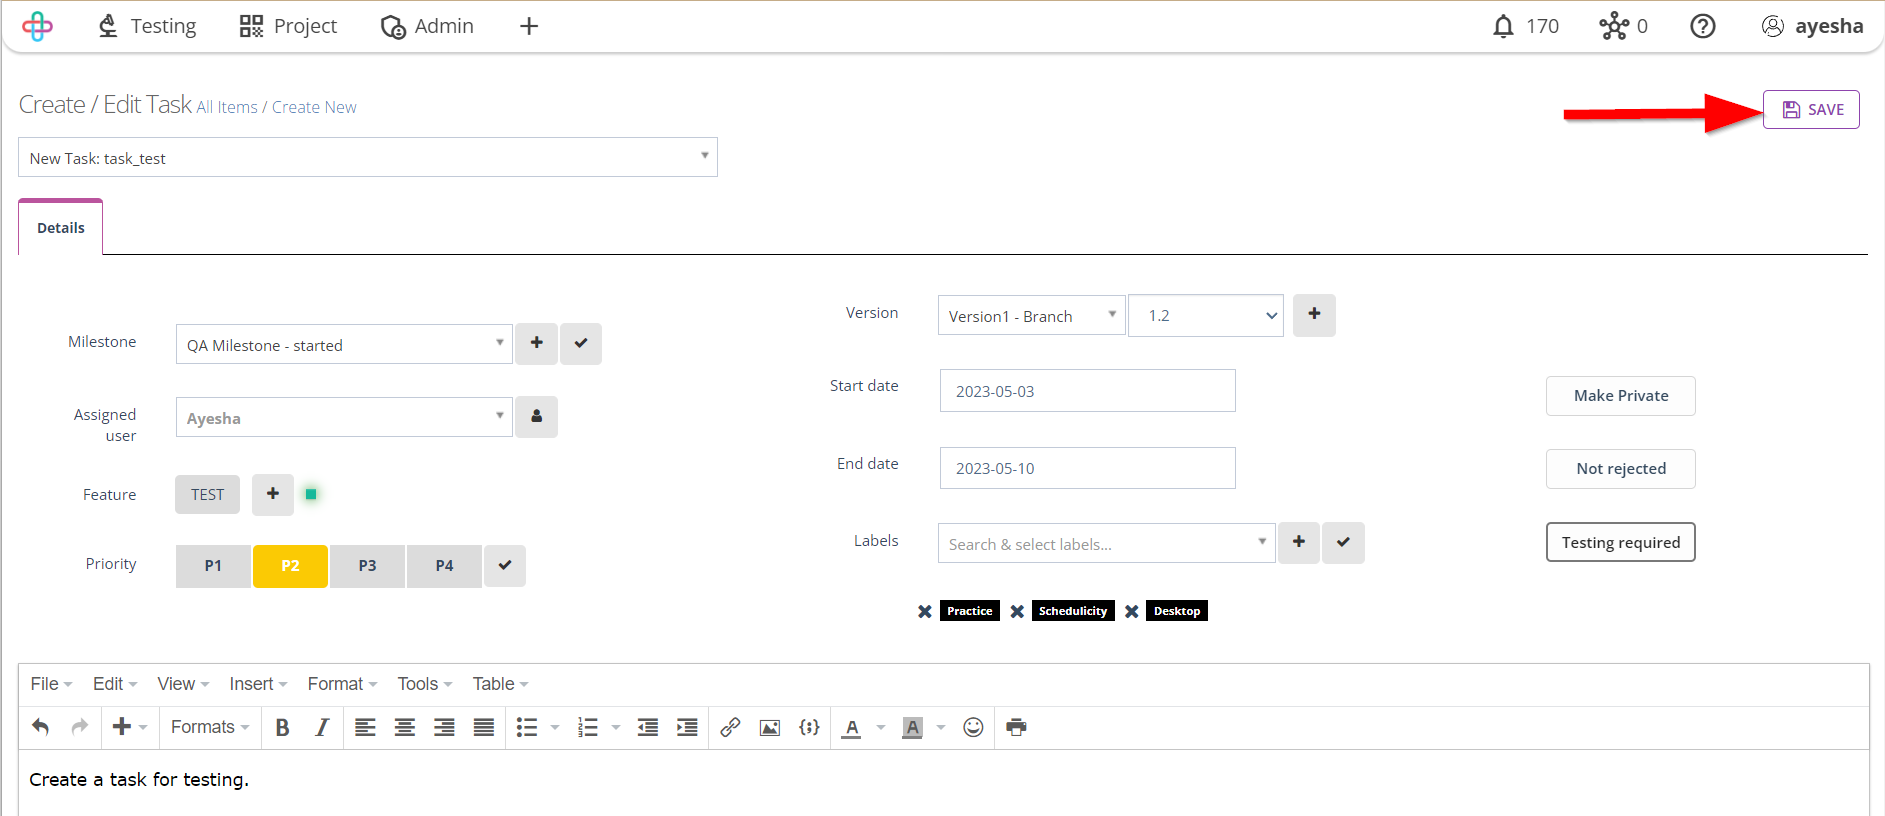 Testing Project Admin 170 0 ayesha
Create / Edit Task All Items / Create New
SAVE
New Task: task_test
Details
Milestone
QA Milestone - started
Assigned
user
Ayesha
Feature
TEST
Priority
P1 P2 P3 P4
Version
Version1 - Branch 1.2
Start date
2023-05-03
End date
2023-05-10
Labels
Search & select labels...
Practice Schedulicity Desktop
Make Private
Not rejected
Testing required
File Edit View Insert Format Tools Table
Formats B I A A
Create a task for testing.